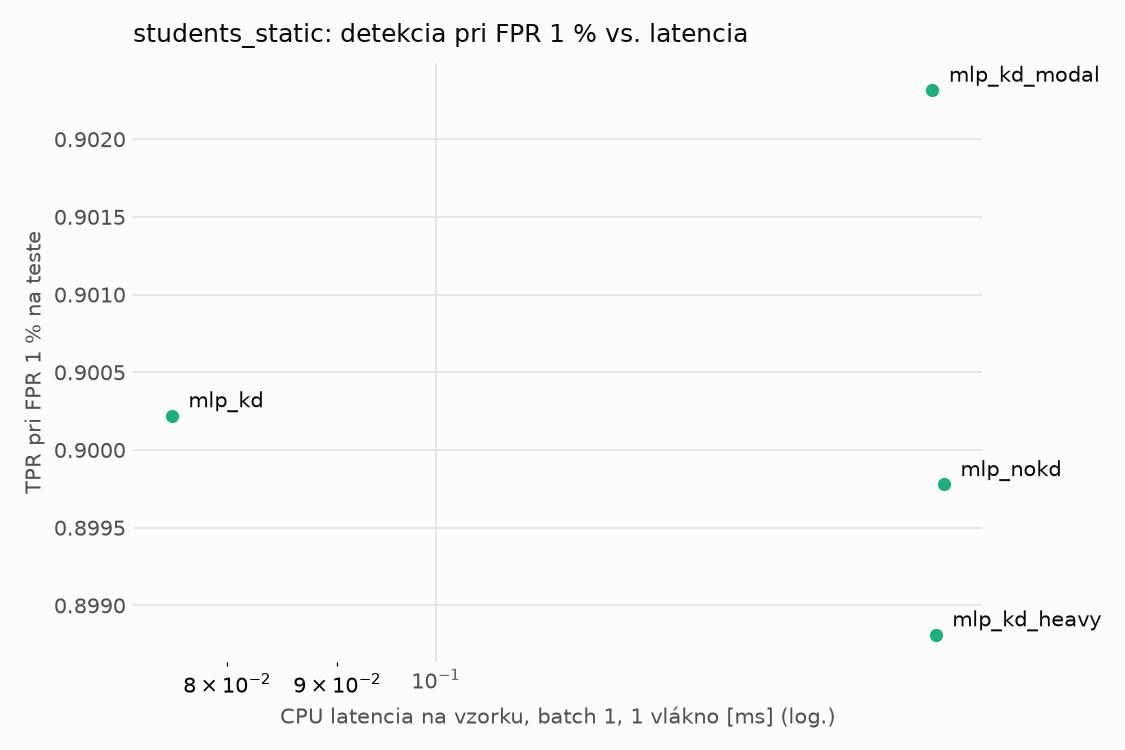 students_static: detekcia pri FPR 1 % vs. latencia
mlp_kd_modal
0.9020
0.9015
0.9010
0.9005
mlp_kd
0.9000
mlp_nokd
0.8995
0.8990
mlp_kd_heavy
TPR pri FPR 1 % na teste
8 × 10⁻² 9 × 10⁻² 10⁻¹
CPU latencia na vzorku, batch 1, 1 vlákno [ms] (log.)